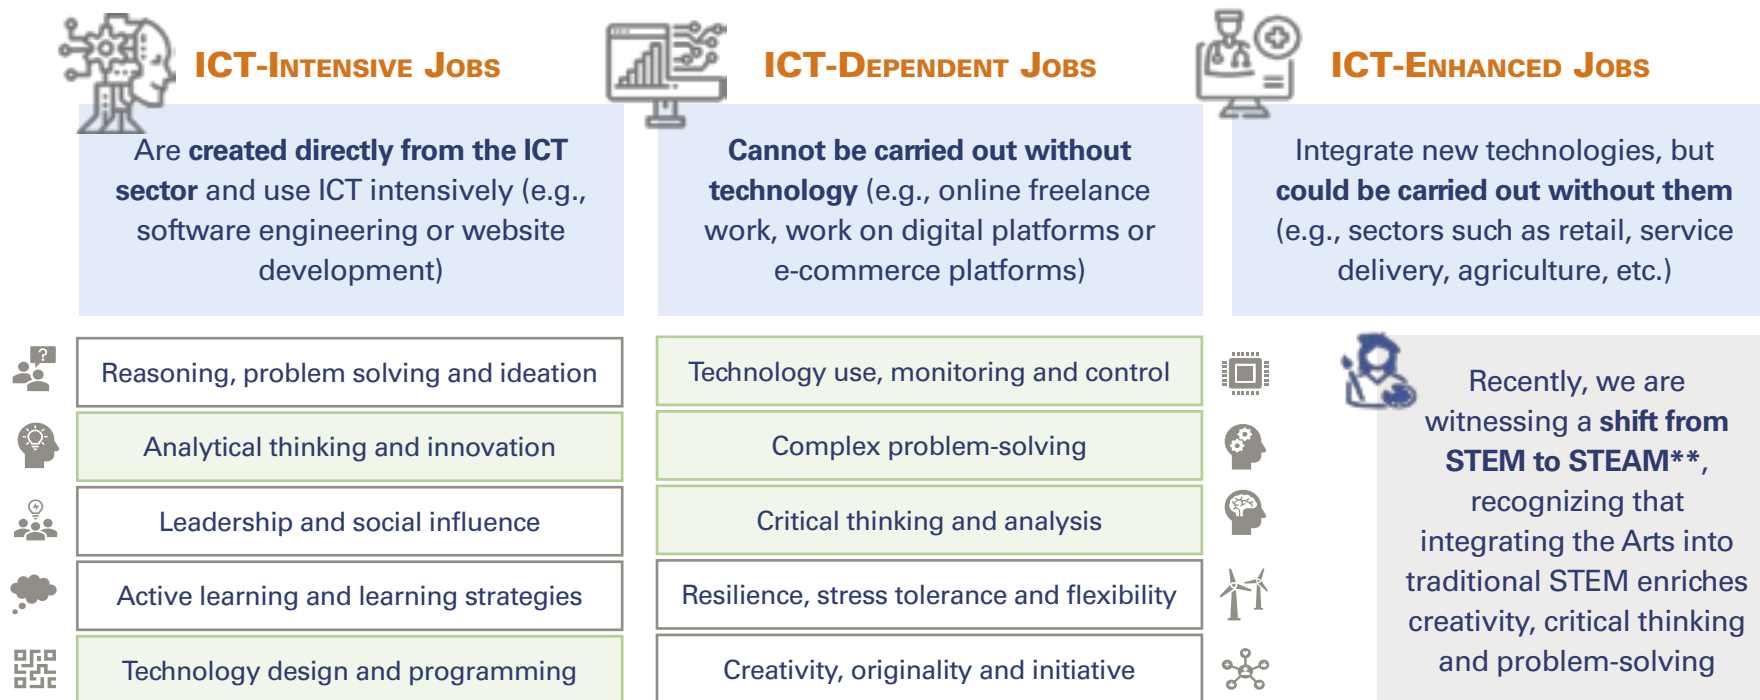 ICT-Intensive Jobs
Are created directly from the ICT
sector and use ICT intensively (e.g.,
software engineering or website
development)
ICT-Dependent Jobs
Cannot be carried out without
technology (e.g., online freelance
work, work on digital platforms or
e-commerce platforms)
ICT-Enhanced Jobs
Integrate new technologies, but
could be carried out without them
(e.g., sectors such as retail, service
delivery, agriculture, etc.)
?
Reasoning, problem solving and ideation
Analytical thinking and innovation
Leadership and social influence
Active learning and learning strategies
Technology design and programming
Technology use, monitoring and control
Complex problem-solving
Critical thinking and analysis
Resilience, stress tolerance and flexibility
Creativity, originality and initiative
Recently, we are
witnessing a shift from
STEM to STEAM**,
recognizing that
integrating the Arts into
traditional STEM enriches
creativity, critical thinking
and problem-solving